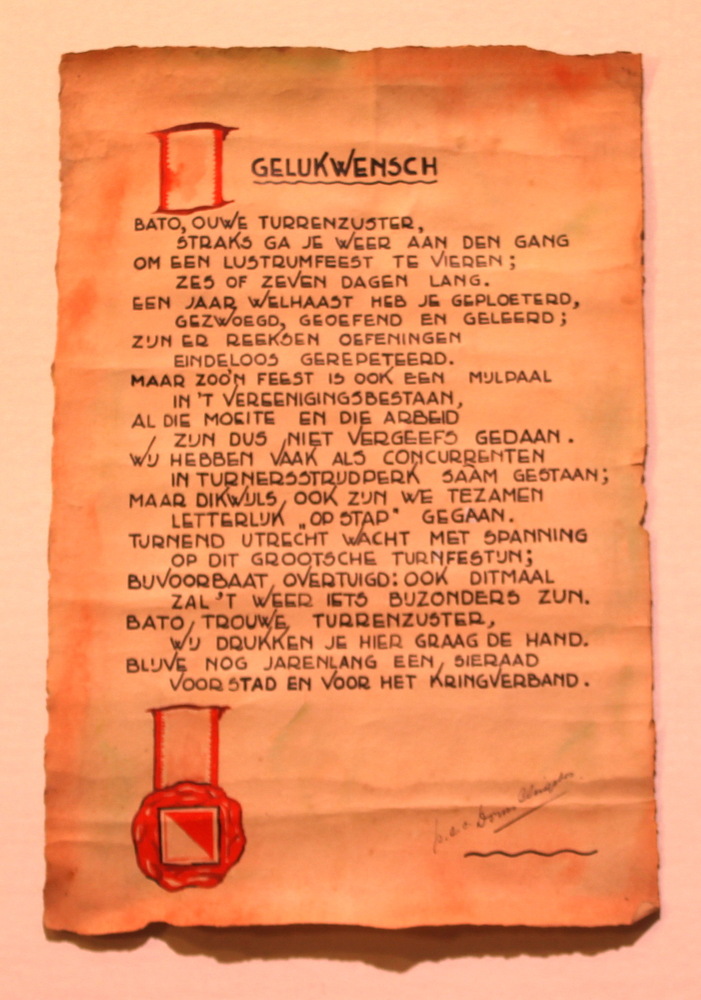 GELUKWENSCH
BATO, OUWE TURRENZUSTER,
STRAKS GA JE WEER AAN DEN GANG
OM EEN LUSTRUMFEEST TE VIEREN;
ZES OF ZEVEN DAGEN LANG.
EEN JAAR WELHAAST HEB JE GEPLOETERD,
GEZWOEGD, GEOEFEND EN GELEERD;
ZIJN ER REEKSEN OEFENINGEN
EINDELOOS GEREPETEERD.
MAAR ZOO'N FEEST IS OOK EEN MIJLPAAL
IN 'T VEREENIGINGSBESTAAN,
AL DIE MOEITE EN DIE ARBEID
ZIJN DUS NIET VERGEEFS GEDAAN.
WIJ HEBBEN VAAK ALS CONCURRENTEN
IN TURNERSSTRIJDPERK SAÂM GESTAAN;
MAAR DIKWIJLS OOK ZIJN WE TEZAMEN
LETTERLIJK „OP STAP" GEGAAN.
TURNEND UTRECHT WACHT MET SPANNING
OP DIT GROOTSCHE TURNFESTIJN;
BIJVOORBAAT OVERTUIGD: OOK DITMAAL
ZAL 'T WEER IETS BIJZONDERS ZIJN.
BATO, TROUWE TURRENZUSTER,
WIJ DRUKKEN JE HIER GRAAG DE HAND.
BLIJVE NOG JARENLANG EEN SIERAAD
VOOR STAD EN VOOR HET KRINGVERBAND.